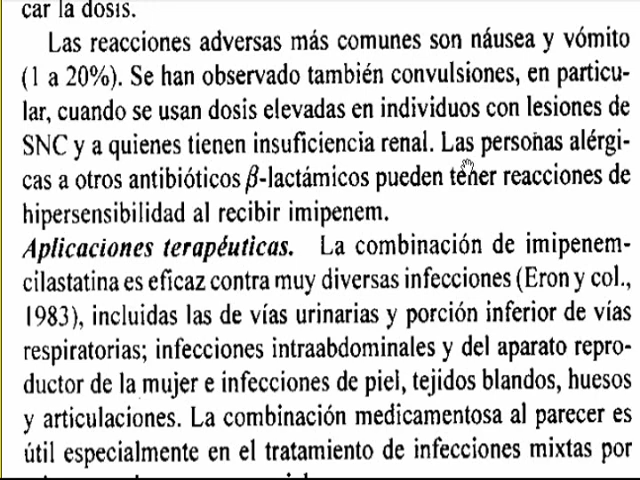 car la dosis.
Las reacciones adversas más comunes son náusea y vómito
(1 a 20%). Se han observado también convulsiones, en particu-
lar, cuando se usan dosis elevadas en individuos con lesiones de
SNC y a quienes tienen insuficiencia renal. Las personas alérgi-
cas a otros antibióticos β-lactámicos pueden tener reacciones de
hipersensibilidad al recibir imipenem.
Aplicaciones terapéuticas. La combinación de imipenem-
cilastatina es eficaz contra muy diversas infecciones (Eron y col.,
1983), incluidas las de vías urinarias y porción inferior de vías
respiratorias; infecciones intraabdominales y del aparato repro-
ductor de la mujer e infecciones de piel, tejidos blandos, huesos
y articulaciones. La combinación medicamentosa al parecer es
útil especialmente en el tratamiento de infecciones mixtas por